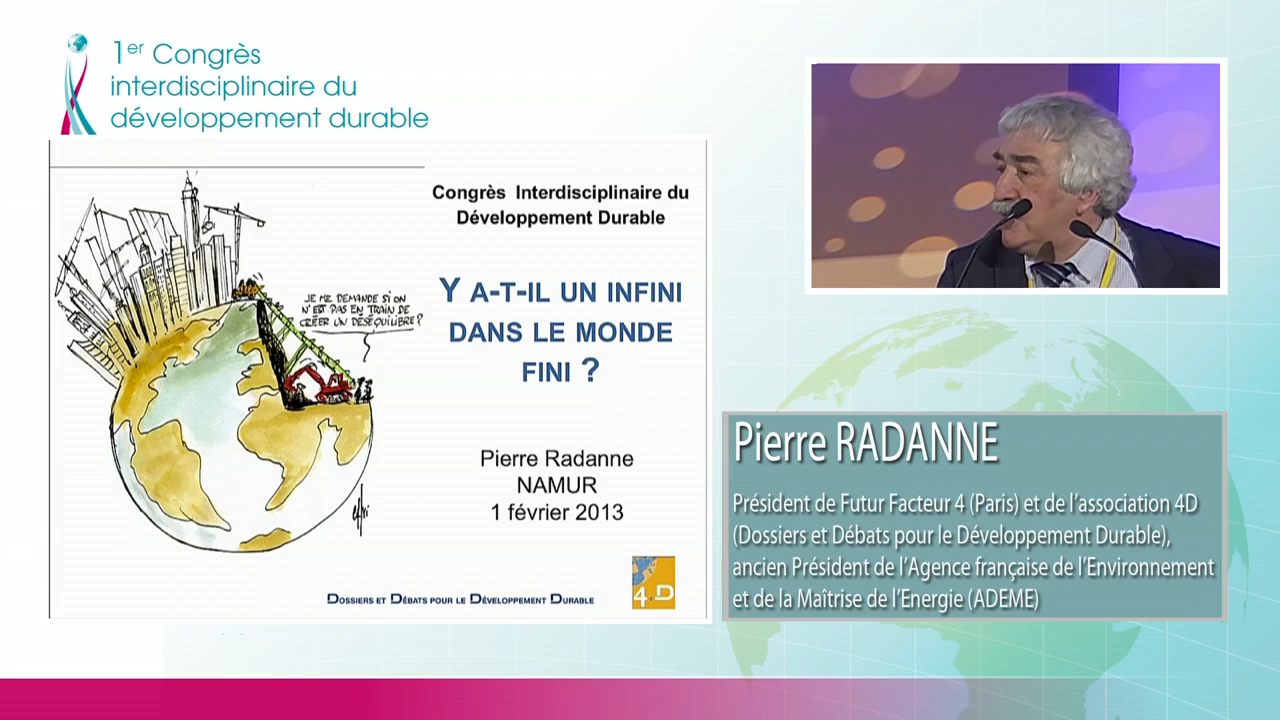 1er Congrès
interdisciplinaire du
développement durable
Congrès Interdisciplinaire du
Développement Durable
JE ME DEMANDE SI ON
N'EST PAS EN TRAIN DE
CRÉER UN DÉSÉQUILIBRE?
Y A-T-IL UN INFINI
DANS LE MONDE
FINI ?
Pierre Radanne
NAMUR
1 février 2013
DOSSIERS ET DÉBATS POUR LE DÉVELOPPEMENT DURABLE
4.D
Pierre RADANNE
Président de Futur Facteur 4 (Paris) et de l'association 4D
(Dossiers et Débats pour le Développement Durable),
ancien Président de l'Agence française de l'Environnement
et de la Maîtrise de l'Energie (ADEME)